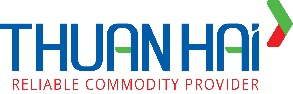 THUAN HAI
RELIABLE COMMODITY PROVIDER